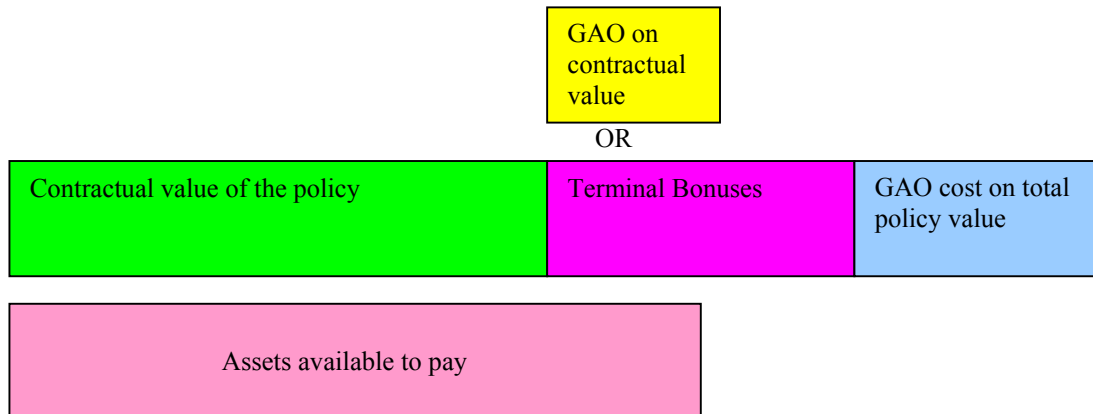 GAO on
contractual
value
OR
Contractual value of the policy
Terminal Bonuses
GAO cost on total
policy value
Assets available to pay